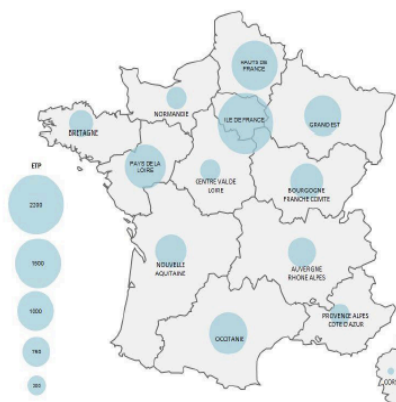 HAUTS DE
FRANCE
NORMANDIE
ILE DE FRANCE
GRAND EST
BRETAGNE
PAYS DE LA
LOIRE
CENTRE VAL DE
LOIRE
BOURGOGNE
FRANCHE COMTE
ETP
2200
1600
1000
NOUVELLE
AQUITAINE
AUVERGNE
RHONE ALPES
PROVENCE ALPES
COTE D'AZUR
OCCITANIE
CORS